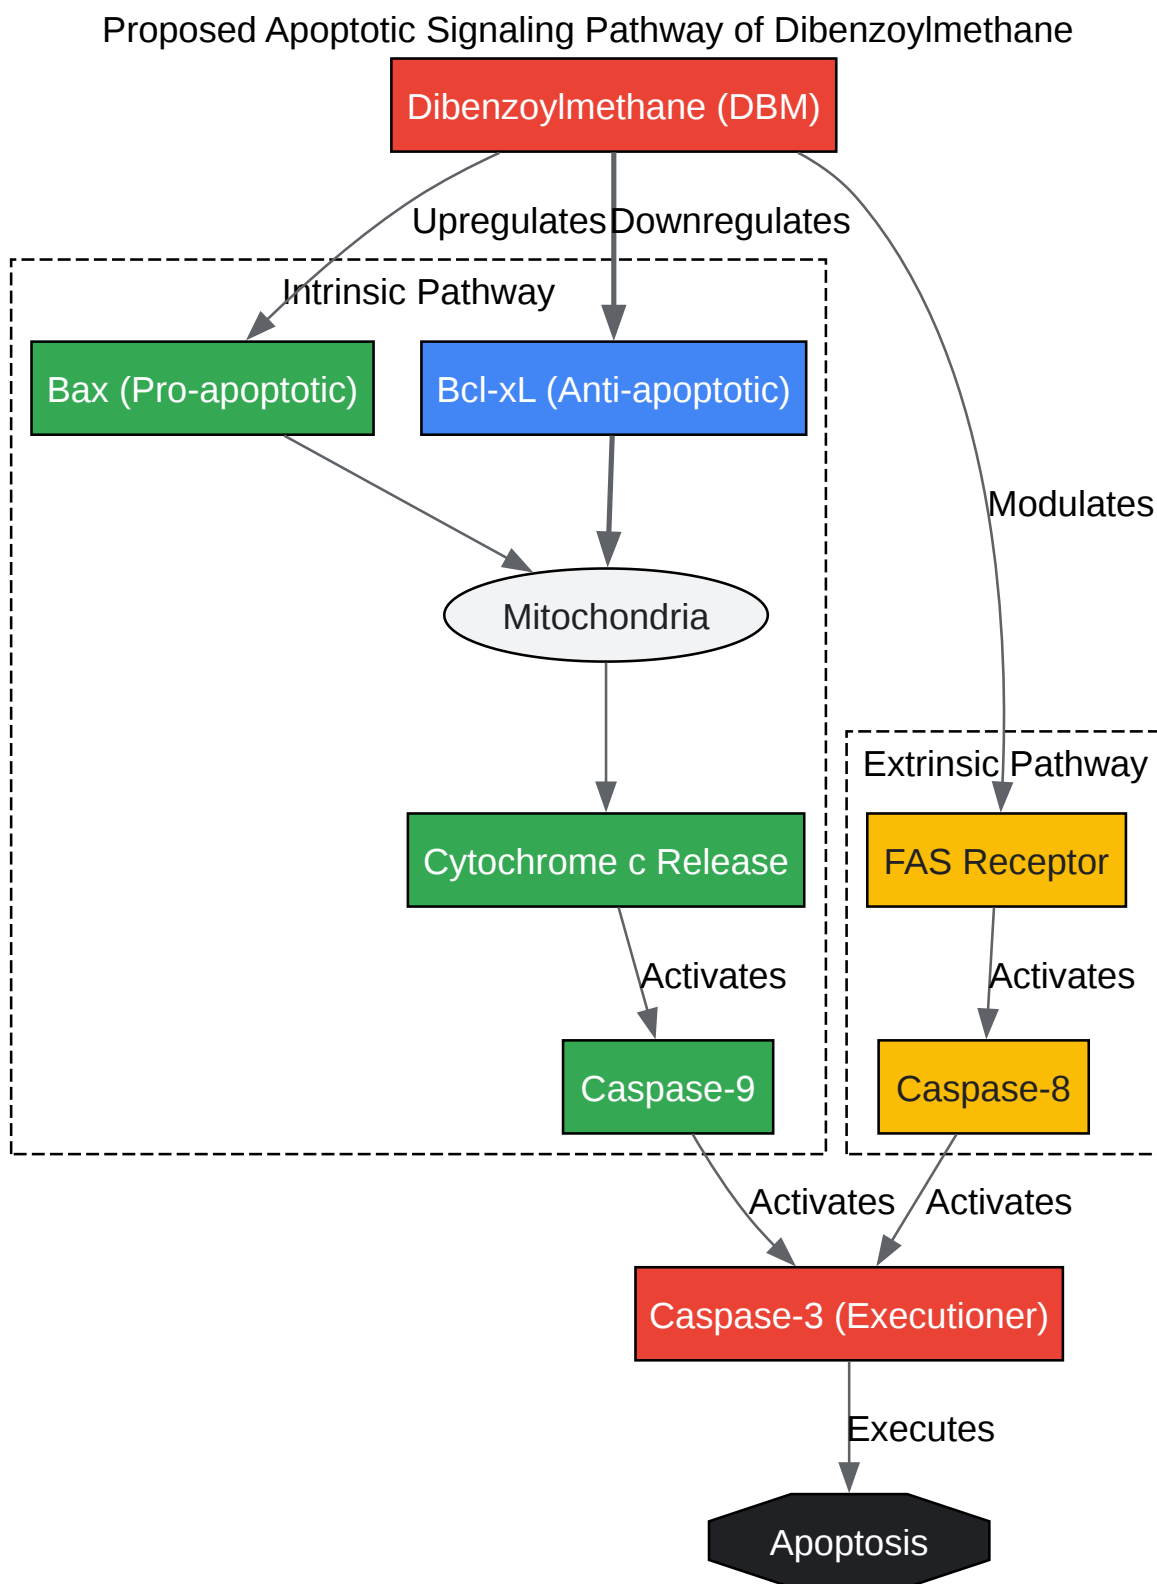 Proposed Apoptotic Signaling Pathway of Dibenzoylmethane
Dibenzoylmethane (DBM)
Upregulates
Downregulates
Intrinsic Pathway
Bax (Pro-apoptotic)
Bcl-xL (Anti-apoptotic)
Modulates
Mitochondria
Extrinsic Pathway
Cytochrome c Release
FAS Receptor
Activates
Activates
Caspase-9
Caspase-8
Activates
Activates
Caspase-3 (Executioner)
Executes
Apoptosis